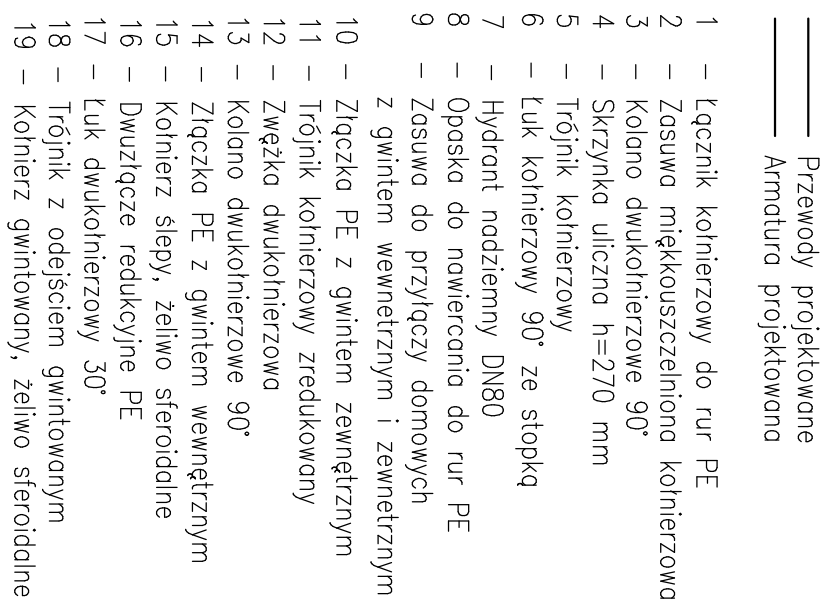 Przewody projektowane
Armatura projektowana
1 – Łącznik kołnierzowy do rur PE
2 – Zasuwa miękkouszczelniona kołnierzowa
3 – Kolano dwukołnierzowe 90°
4 – Skrzynka uliczna h=270 mm
5 – Trójnik kołnierzowy
6 – Łuk kołnierzowy 90° ze stopką
7 – Hydrant nadziemny DN80
8 – Opaska do nawiercania do rur PE
9 – Zasuwa do przyłączy domowych
z gwintem wewnetrznym i zewnetrznym
10 – Złączka PE z gwintem zewnętrznym
11 – Trójnik kołnierzowy zredukowany
12 – Zwężka dwukołnierzowa
13 – Kolano dwukołnierzowe 90°
14 – Złączka PE z gwintem wewnętrznym
15 – Kołnierz ślepy, żeliwo sferoidalne
16 – Dwuzłącze redukcyjne PE
17 – Łuk dwukołnierzowy 30°
18 – Trójnik z odejściem gwintowanym
19 – Kołnierz gwintowany, żeliwo sferoidalne